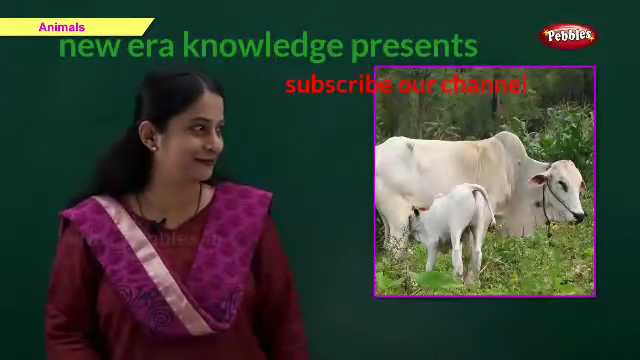 Animals
new era knowledge presents
Pebbles
subscribe our channel